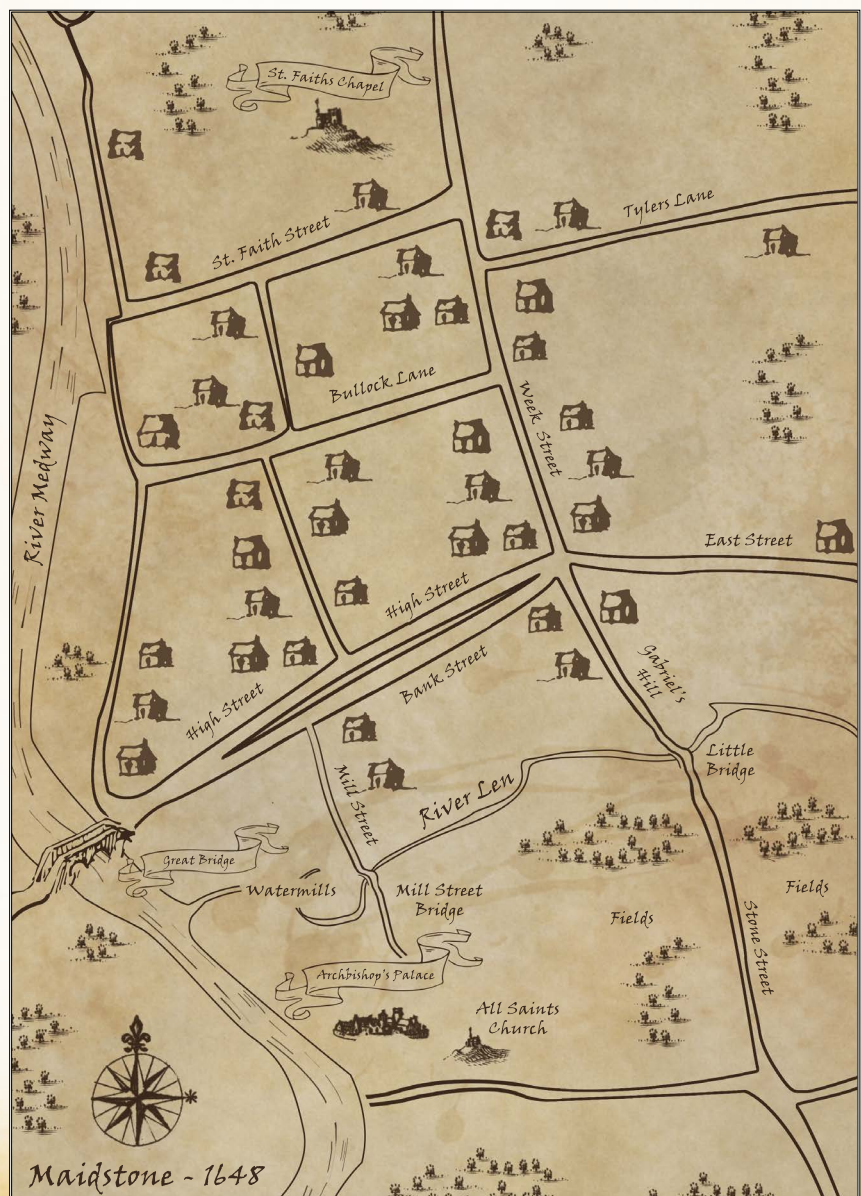 St. Faiths Chapel
Tylers Lane
St. Faith Street
Bullock Lane
Week Street
River Medway
East Street
High Street
Gabriel's
Hill
Bank Street
High Street
Little
Bridge
Mill Street
River Len
Great Bridge
Watermills
Mill Street
Bridge
Fields
Fields
Stone Street
Archbishop's Palace
All Saints
Church
Maidstone - 1648